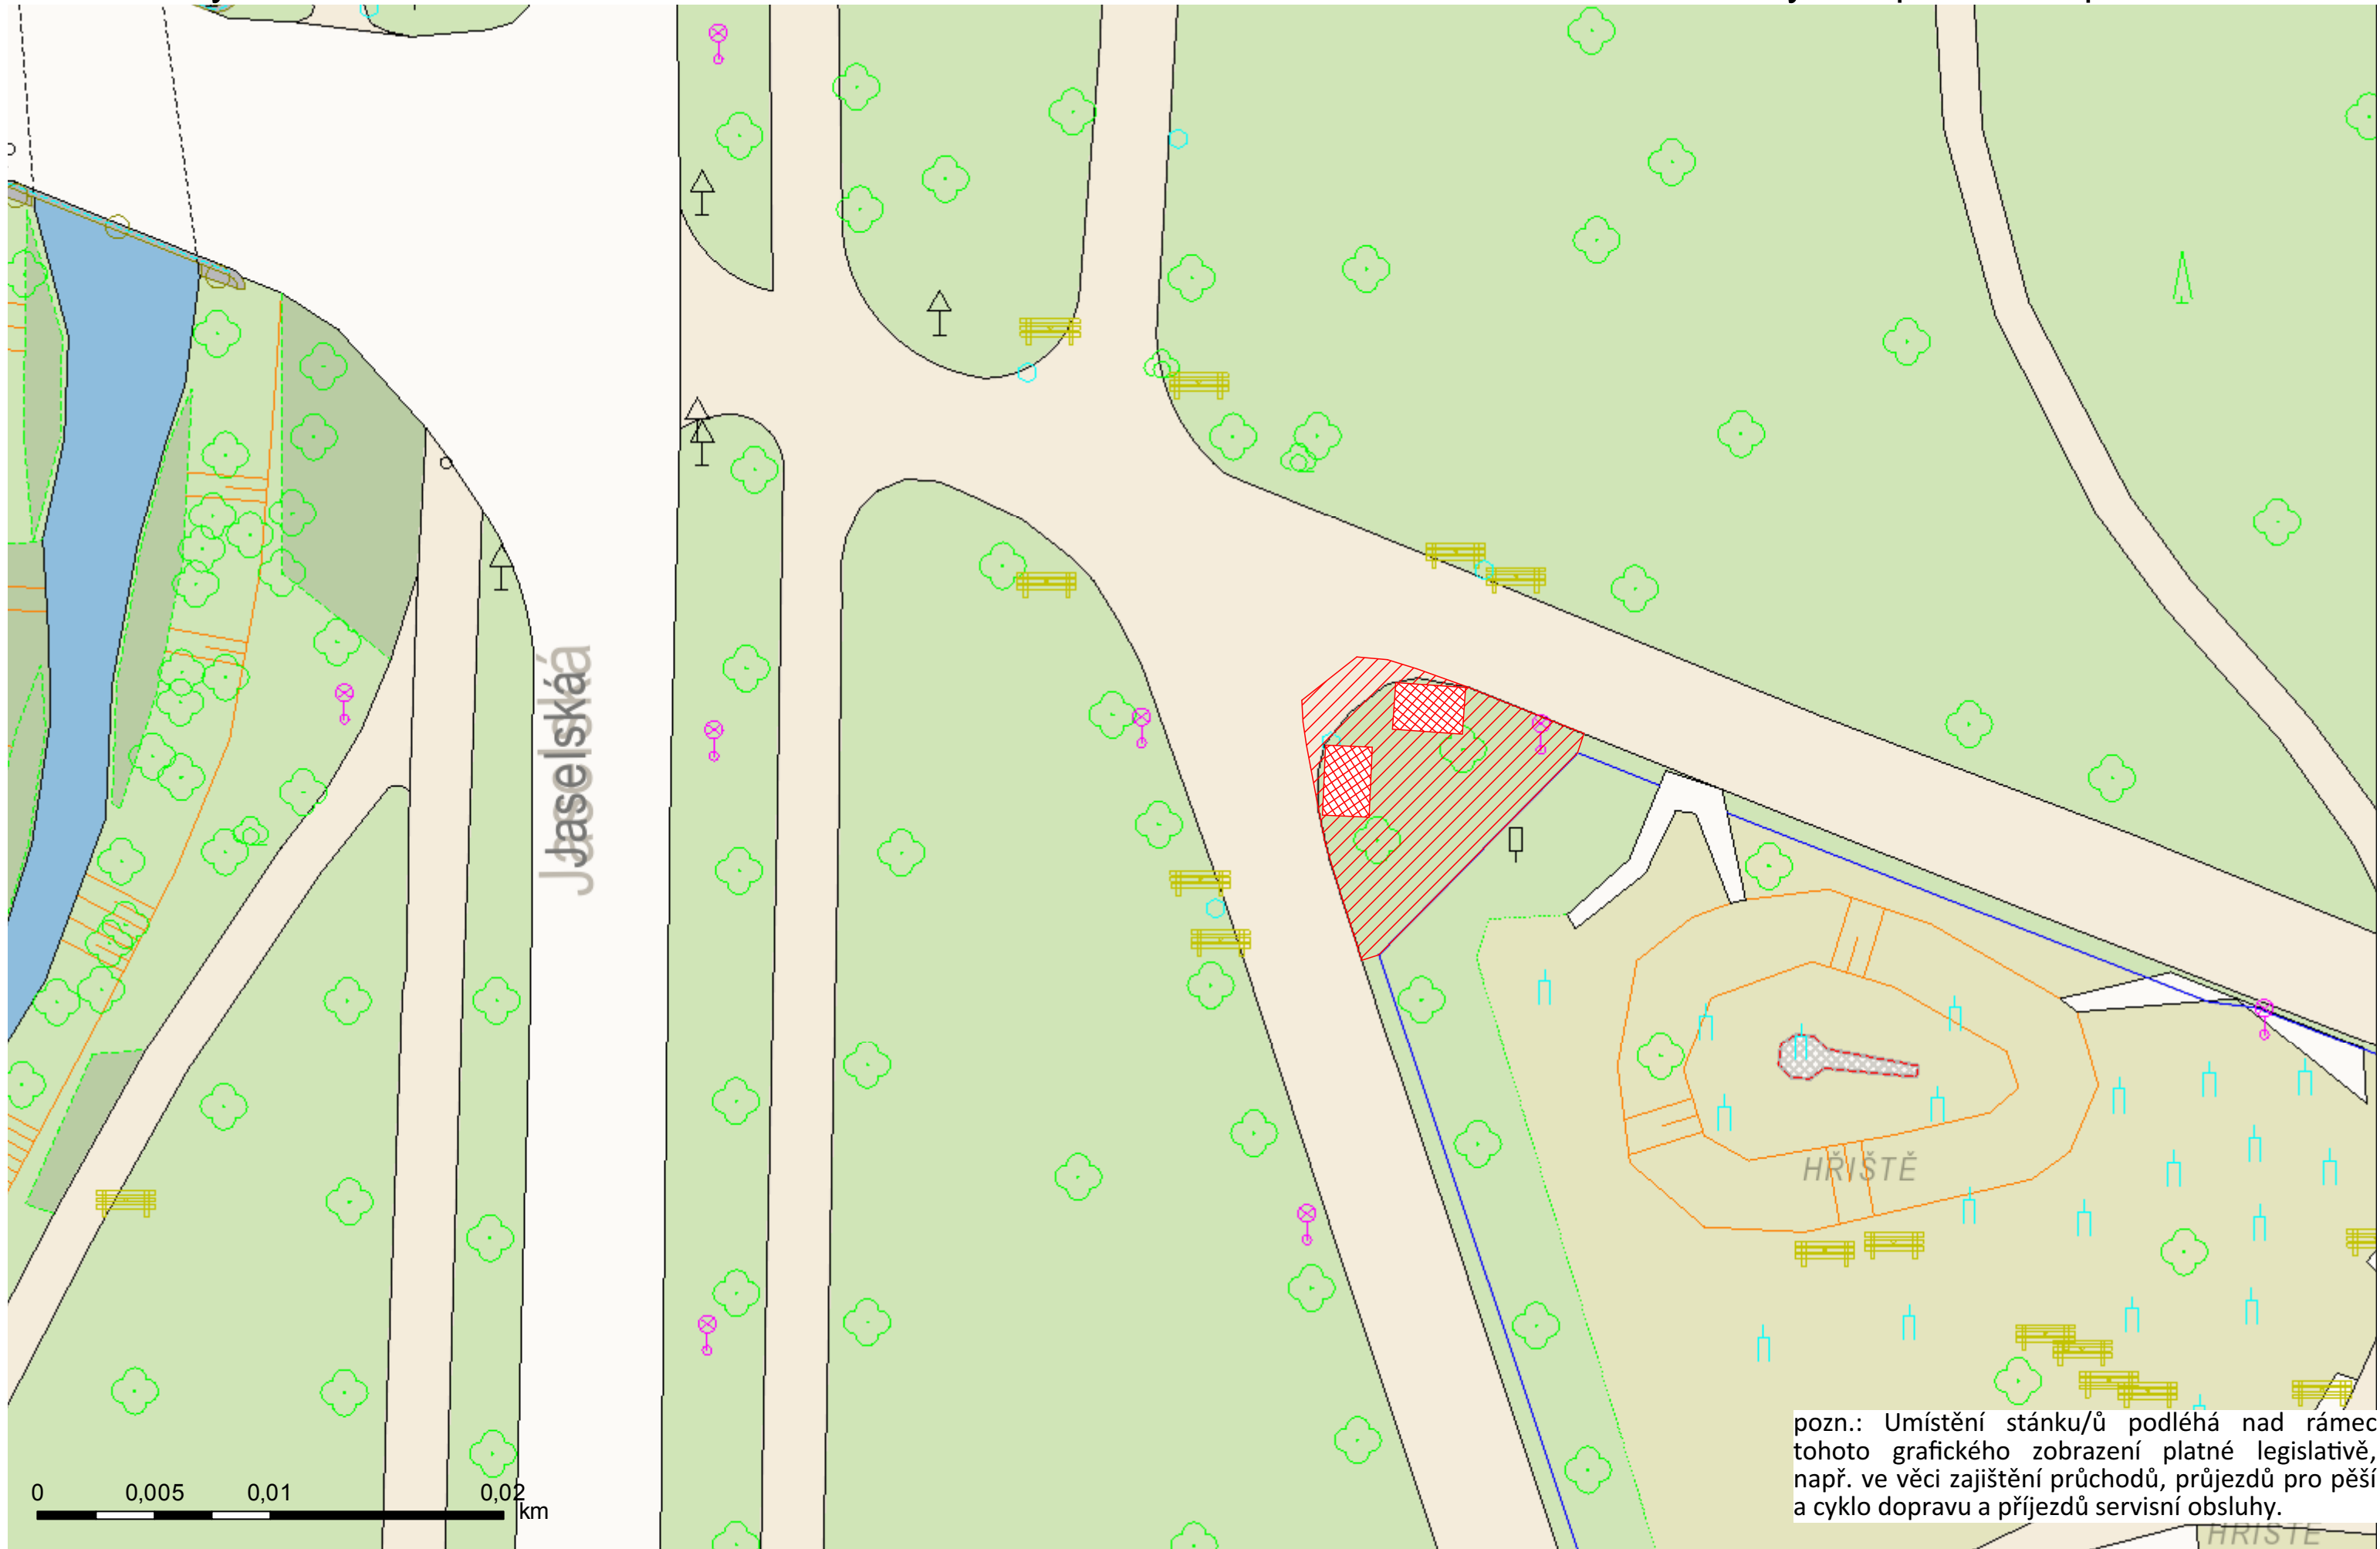 Jaselská
HŘIŠTĚ
0 0,005 0,01 0,02
km
pozn.: Umístění stánku/ů podléhá nad rámec
tohoto grafického zobrazení platné legislativě,
např. ve věci zajištění průchodů, průjezdů pro pěší
a cyklo dopravu a příjezdů servisní obsluhy.
HŘIŠTĚ